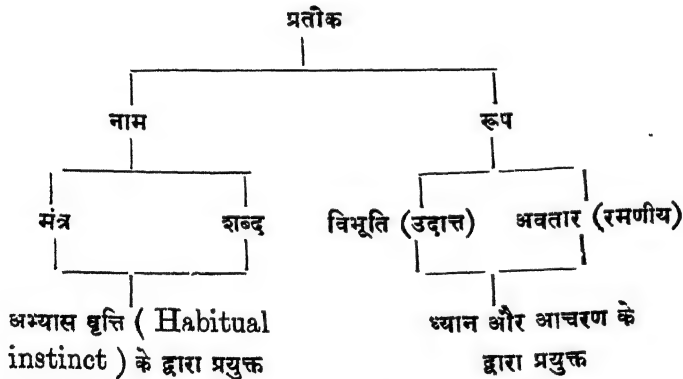 प्रतीक
नाम रूप
मंत्र शब्द विभूति (उदात्त) अवतार (रमणीय)
अभ्यास वृत्ति ( Habitual ध्यान और आचरण के
instinct ) के द्वारा प्रयुक्त द्वारा प्रयुक्त